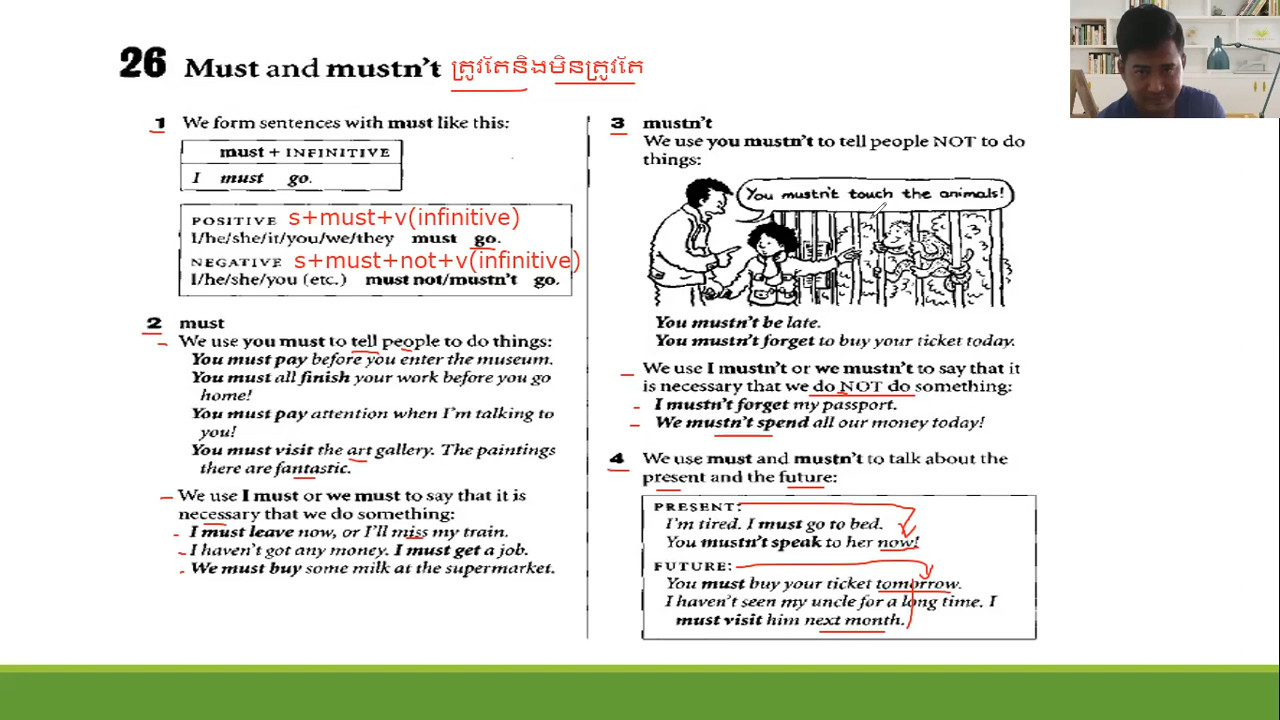 26 Must and mustn't ត្រូវតែនិងមិនត្រូវតែ
1 We form sentences with must like this:
must + INFINITIVE
I must go.
POSITIVE s+must+v(infinitive)
I/he/she/it/you/we/they must go.
NEGATIVE s+must+not+v(infinitive)
I/he/she/you (etc.) must not/mustn't go.
2 must
We use you must to tell people to do things:
You must pay before you enter the museum.
You must all finish your work before you go
home!
You must pay attention when I'm talking to
you!
You must visit the art gallery. The paintings
there are fantastic.
We use I must or we must to say that it is
necessary that we do something:
I must leave now, or I'll miss my train.
I haven't got any money. I must get a job.
We must buy some milk at the supermarket.
3 mustn't
We use you mustn't to tell people NOT to do
things:
You mustn't touch the animals!
You mustn't be late.
You mustn't forget to buy your ticket today.
We use I mustn't or we mustn't to say that it
is necessary that we do NOT do something:
I mustn't forget my passport.
We mustn't spend all our money today!
4 We use must and mustn't to talk about the
present and the future:
PRESENT:
I'm tired. I must go to bed.
You mustn't speak to her now!
FUTURE:
You must buy your ticket tomorrow.
I haven't seen my uncle for a long time. I
must visit him next month.